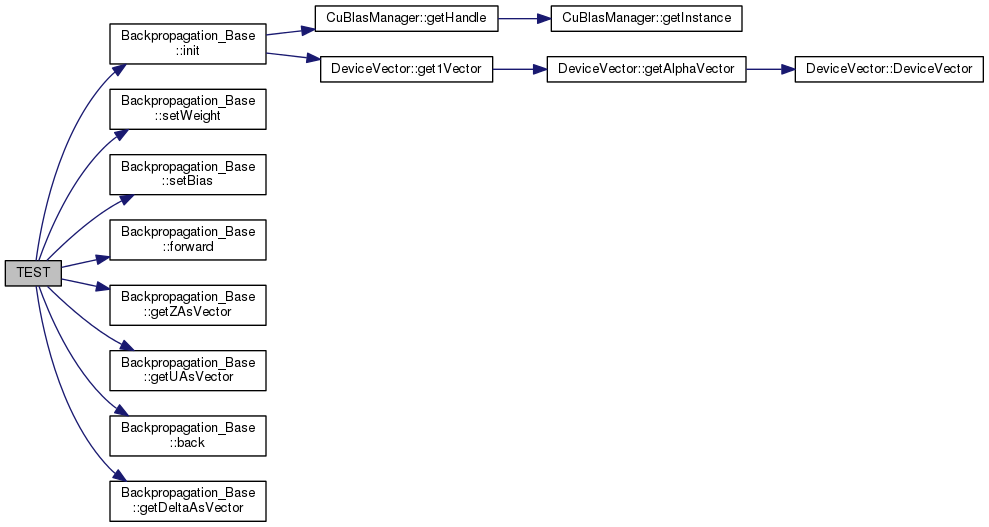 TEST
Backpropagation_Base
::init
CuBlasManager::getHandle
CuBlasManager::getInstance
DeviceVector::get1Vector
DeviceVector::getAlphaVector
DeviceVector::DeviceVector
Backpropagation_Base
::setWeight
Backpropagation_Base
::setBias
Backpropagation_Base
::forward
Backpropagation_Base
::getZAsVector
Backpropagation_Base
::getUAsVector
Backpropagation_Base
::back
Backpropagation_Base
::getDeltaAsVector